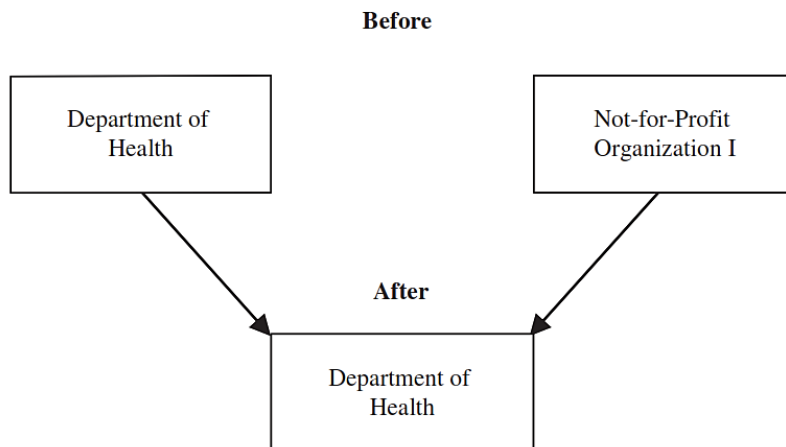 Before
Department of
Health
Not-for-Profit
Organization I
After
Department of
Health